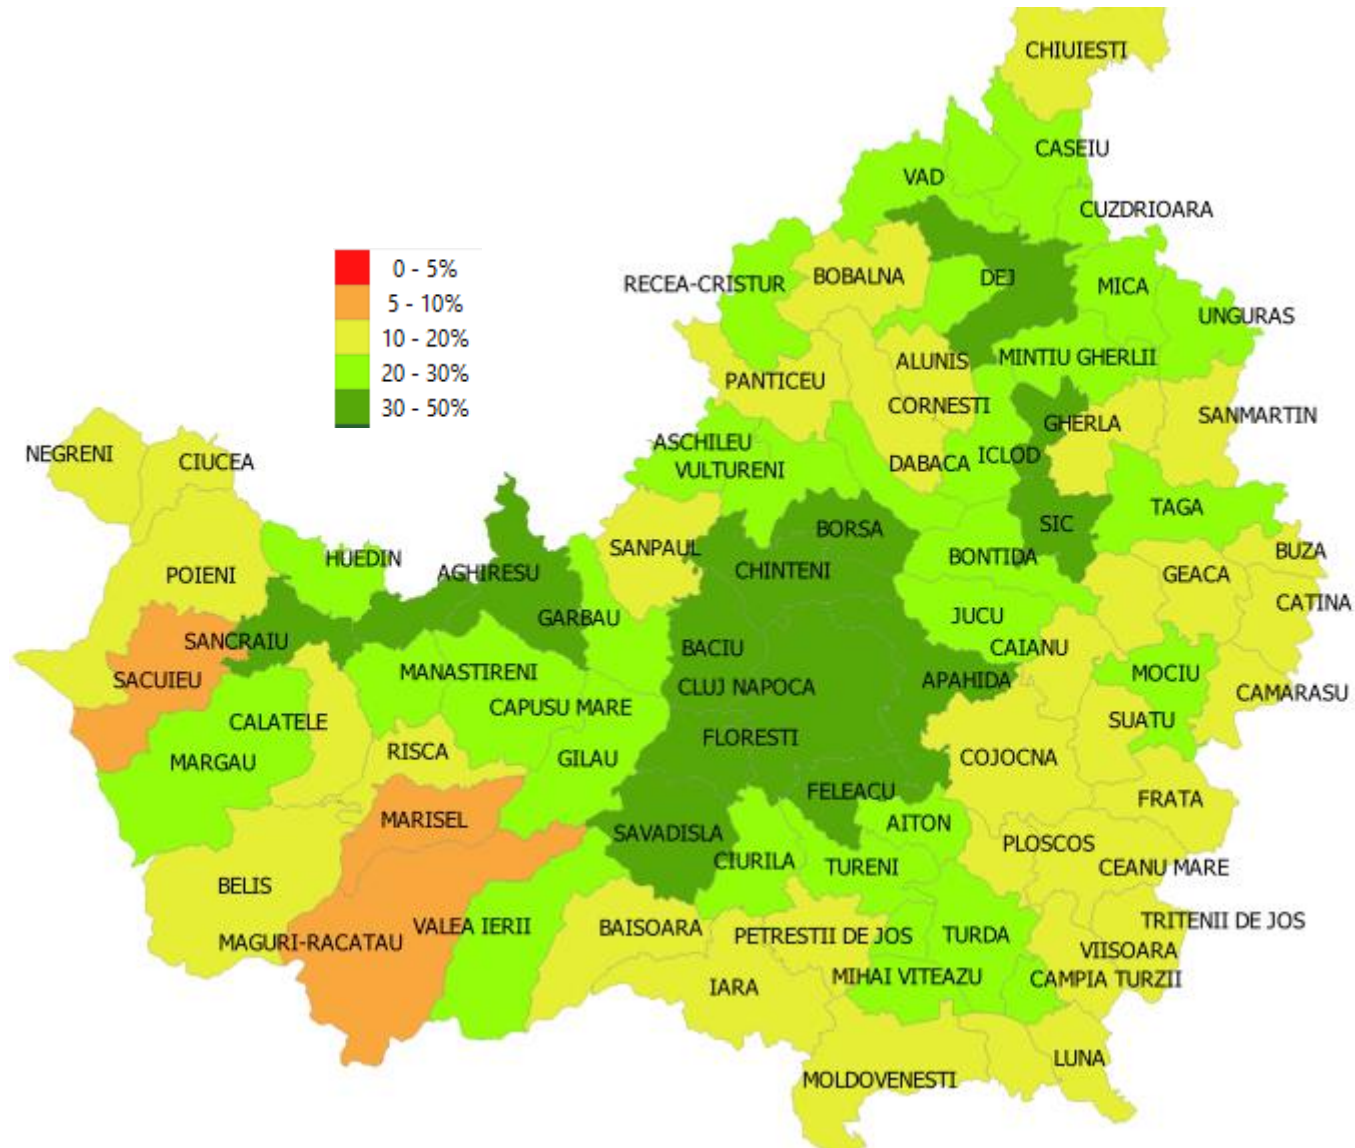 CHIUIESTI
CASEIU
VAD
CUZDRIOARA
0 - 5%
5 - 10%
10 - 20%
20 - 30%
30 - 50%
RECEA-CRISTUR
BOBALNA
DEJ
MICA
UNGURAS
PANTICEU
ALUNIS
MINTIU GHERLII
CORNESTI
GHERLA
SANMARTIN
NEGRENI
CIUCEA
ASCHILEU
VULTURENI
DABACA
ICLOD
TAGA
SIC
BORSA
SANPAUL
BONTIDA
BUZA
HUEDIN
AGHIRESU
CHINTENI
GEACA
POIENI
CATINA
GARBAU
JUCU
SANCRAIU
BACIU
CAIANU
MANASTIRENI
SACUIEU
CLUJ NAPOCA
APAHIDA
MOCIU
CAMARASU
CAPUSU MARE
CALATELE
SUATU
FLORESTI
RISCA
MARGAU
GILAU
COJOCNA
FELEACU
FRATA
MARISEL
SAVADISLA
AITON
PLOSCOS
CIURILA
TURENI
CEANU MARE
BELIS
MAGURI-RACATAU
VALEA IERII
BAISOARA
PETRESTII DE JOS
TURDA
TRITENII DE JOS
VIISOARA
IARA
MIHAI VITEAZU
CAMPIA TURZII
LUNA
MOLDOVENESTI